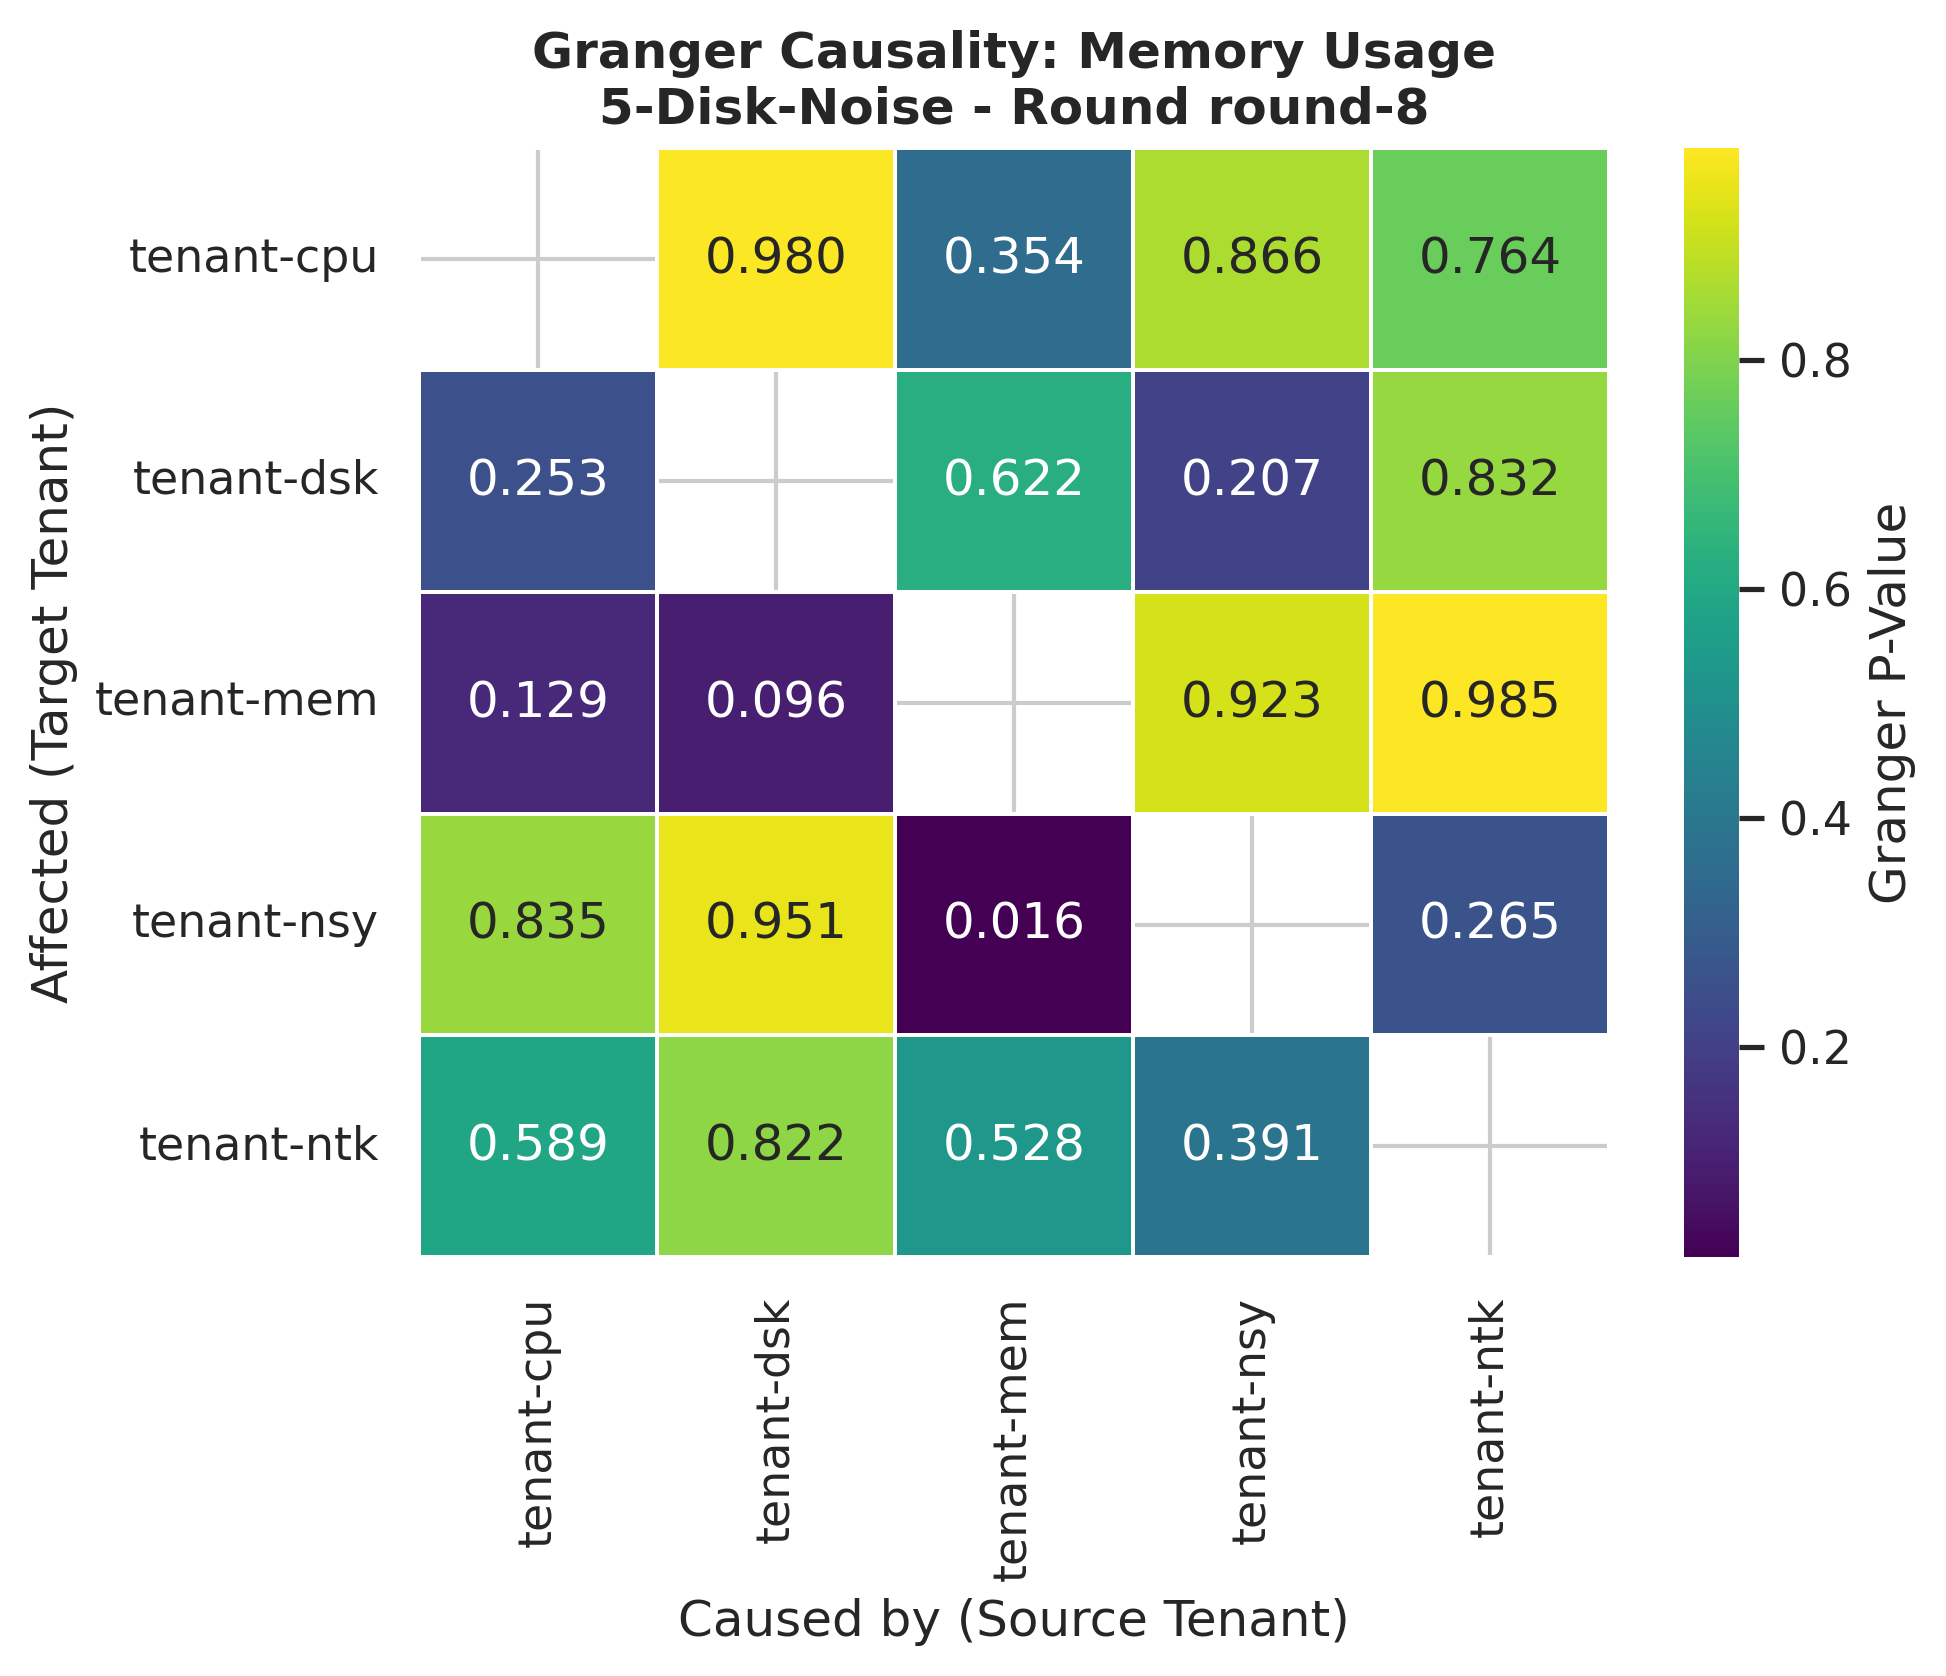 Granger Causality: Memory Usage
5-Disk-Noise - Round round-8
Affected (Target Tenant)
tenant-cpu
0.980
0.354
0.866
0.764
tenant-dsk
0.253
0.622
0.207
0.832
tenant-mem
0.129
0.096
0.923
0.985
tenant-nsy
0.835
0.951
0.016
0.265
tenant-ntk
0.589
0.822
0.528
0.391
tenant-cpu
tenant-dsk
tenant-mem
tenant-nsy
tenant-ntk
Caused by (Source Tenant)
0.8
0.6
0.4
0.2
Granger P-Value